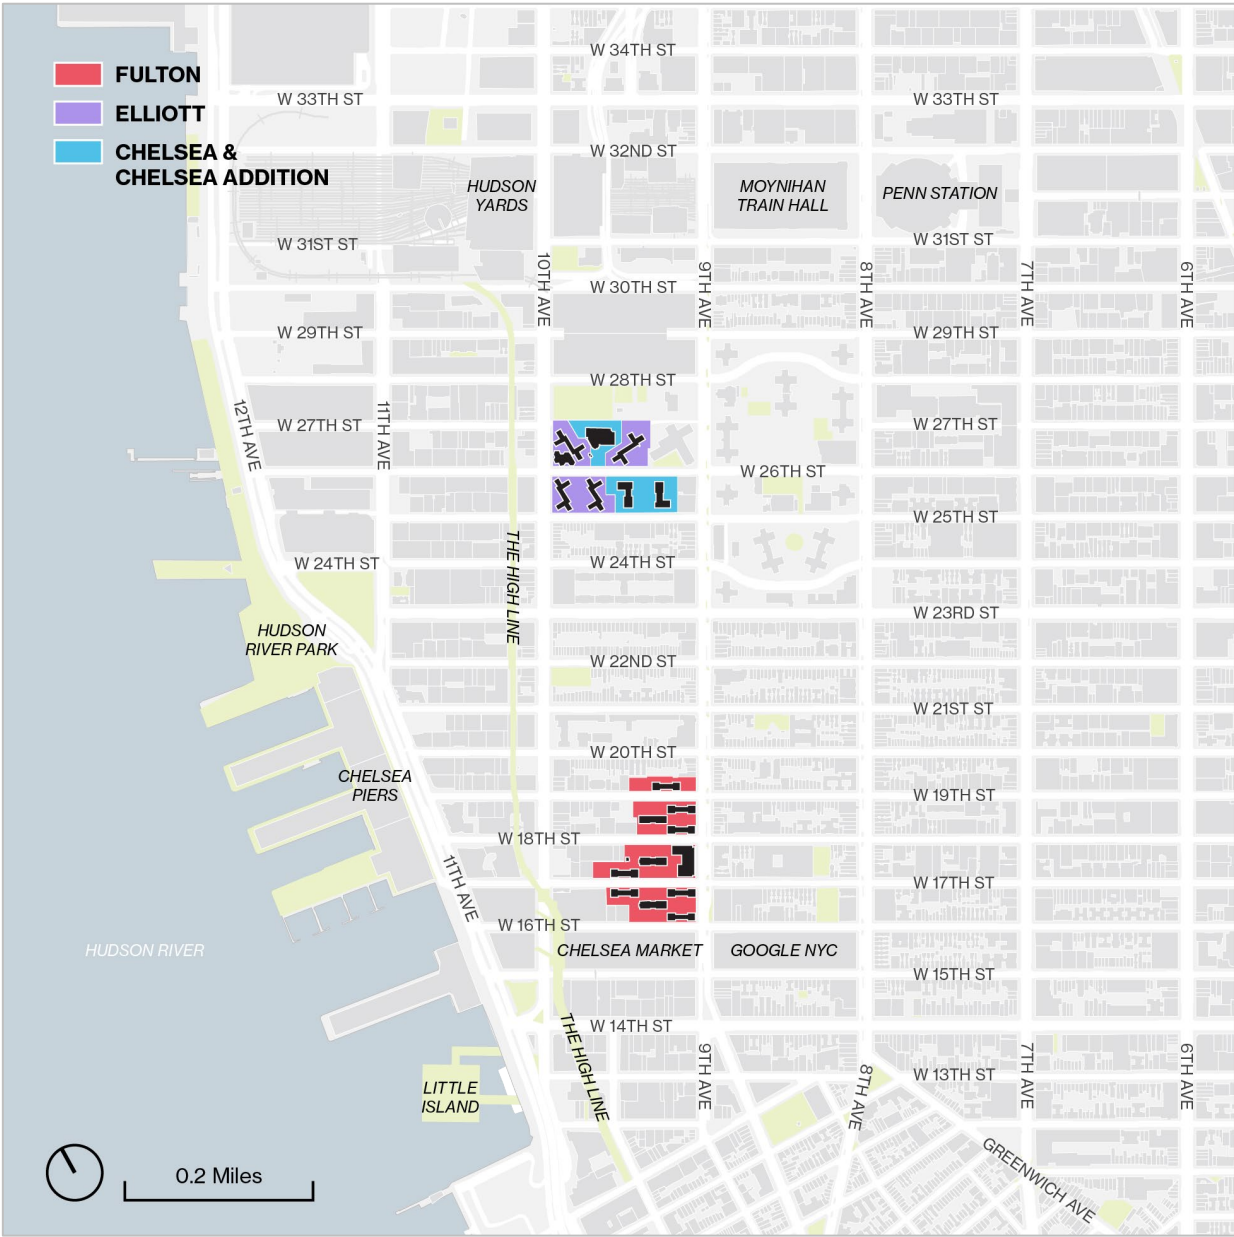 W 34TH ST
FULTON
W 33TH ST
W 33TH ST
ELLIOTT
CHELSEA &
CHELSEA ADDITION
W 32ND ST
HUDSON
YARDS
MOYNIHAN
TRAIN HALL
PENN STATION
W 31ST ST
W 31ST ST
10TH AVE
9TH AVE
8TH AVE
7TH AVE
6TH AVE
W 30TH ST
W 29TH ST
W 29TH ST
W 28TH ST
12TH AVE
11TH AVE
W 27TH ST
W 27TH ST
W 26TH ST
W 25TH ST
THE HIGH LINE
W 24TH ST
W 24TH ST
W 23RD ST
HUDSON
RIVER PARK
W 22ND ST
W 21ST ST
W 20TH ST
CHELSEA
PIERS
W 19TH ST
W 18TH ST
11TH AVE
W 17TH ST
W 16TH ST
HUDSON RIVER
CHELSEA MARKET
GOOGLE NYC
W 15TH ST
THE HIGH LINE
W 14TH ST
9TH AVE
8TH AVE
7TH AVE
6TH AVE
W 13TH ST
LITTLE
ISLAND
GREENWICH AVE
0.2 Miles